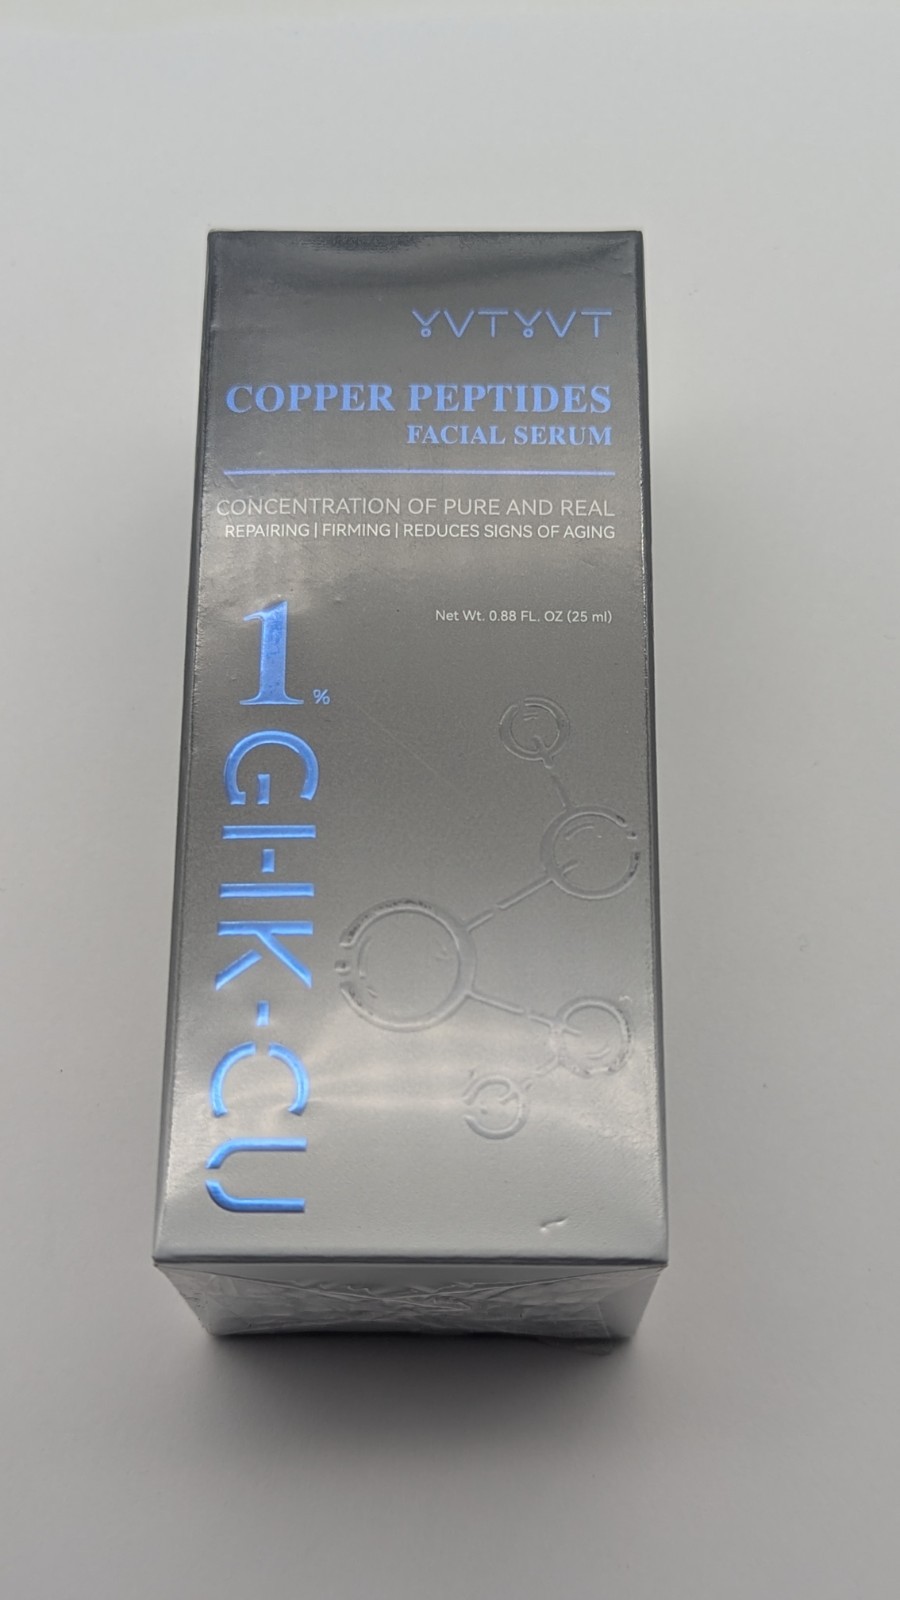 YVTYVT
COPPER PEPTIDES
FACIAL SERUM
CONCENTRATION OF PURE AND REAL
REPAIRING | FIRMING | REDUCES SIGNS OF AGING
Net Wt. 0.88 FL. OZ (25 ml)
1%
GHK-CU